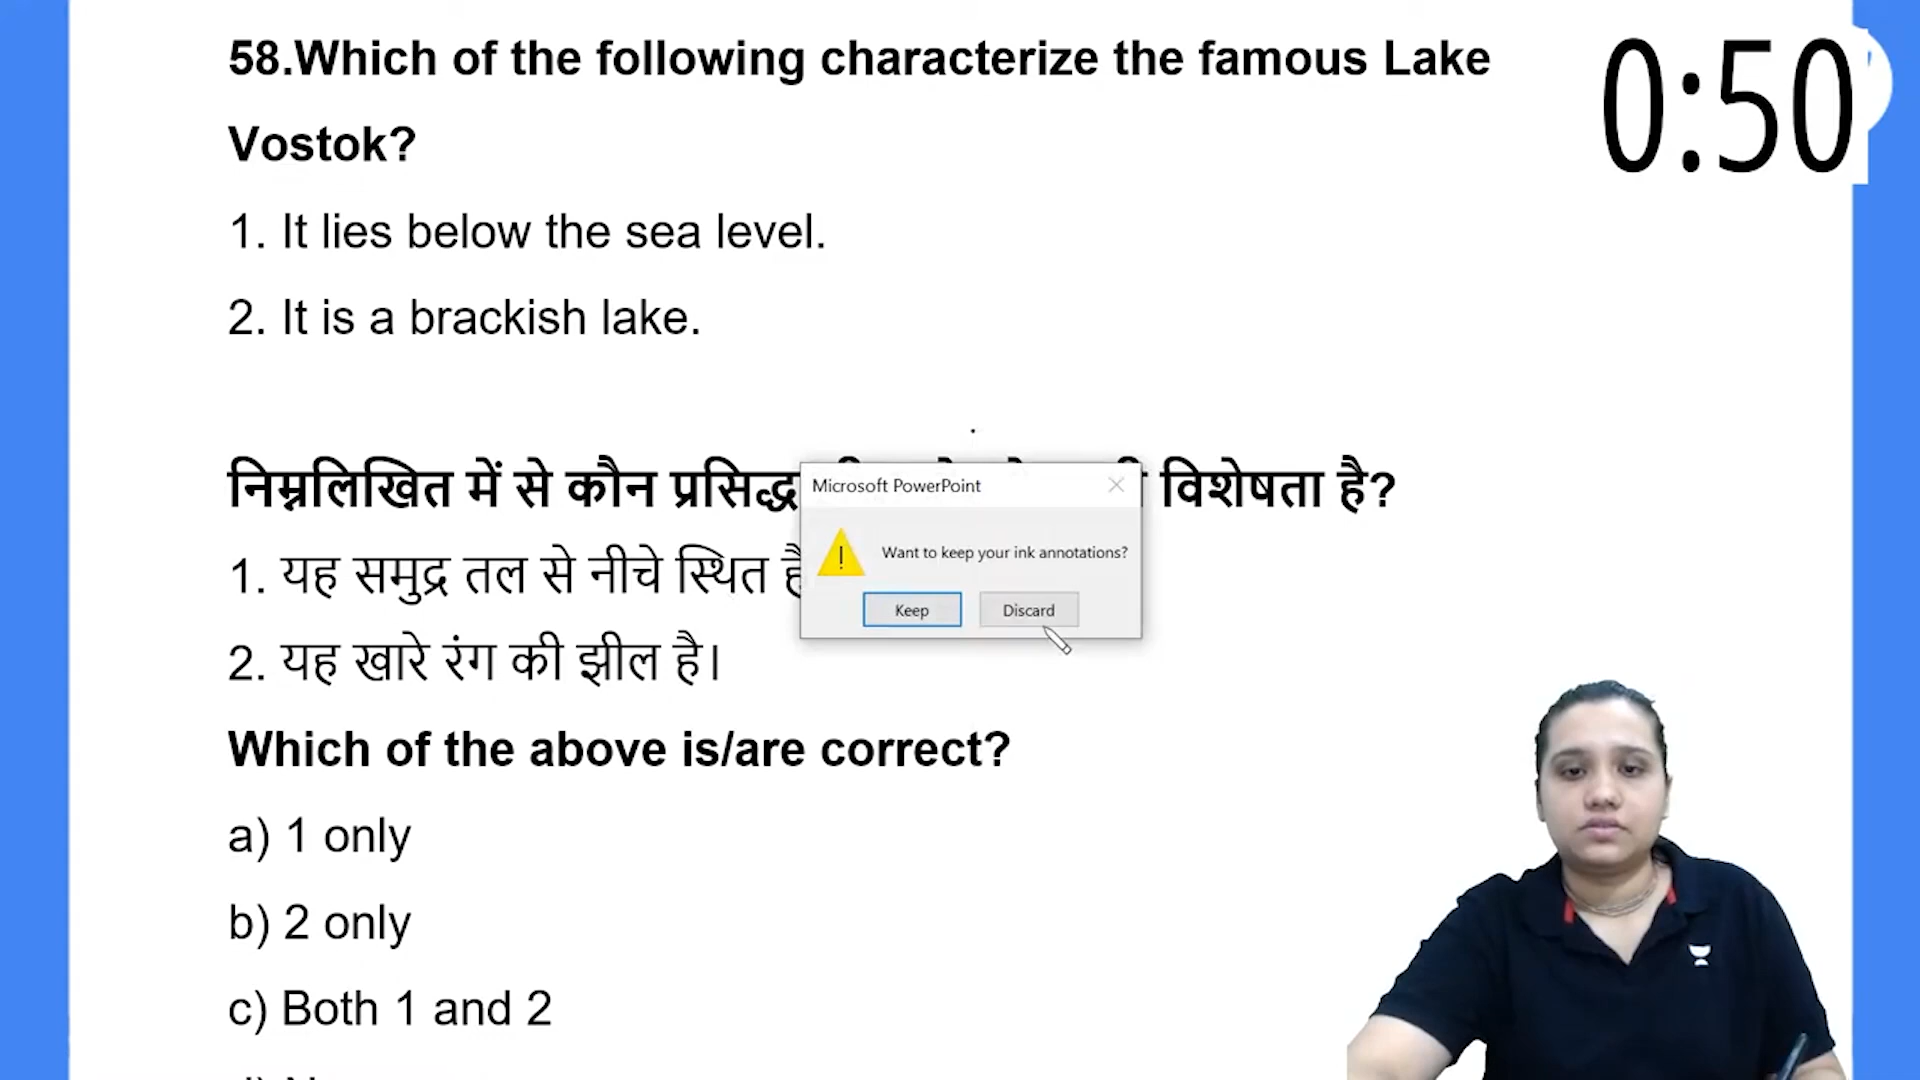 58.Which of the following characterize the famous Lake
Vostok?
0:50
1. It lies below the sea level.
2. It is a brackish lake.
निम्नलिखित में से कौन प्रसिद्ध विशेषता है?
1. यह समुद्र तल से नीचे स्थित
2. यह खारे रंग की झील है।
Microsoft PowerPoint
Want to keep your ink annotations?
Keep
Discard
Which of the above is/are correct?
a) 1 only
b) 2 only
c) Both 1 and 2